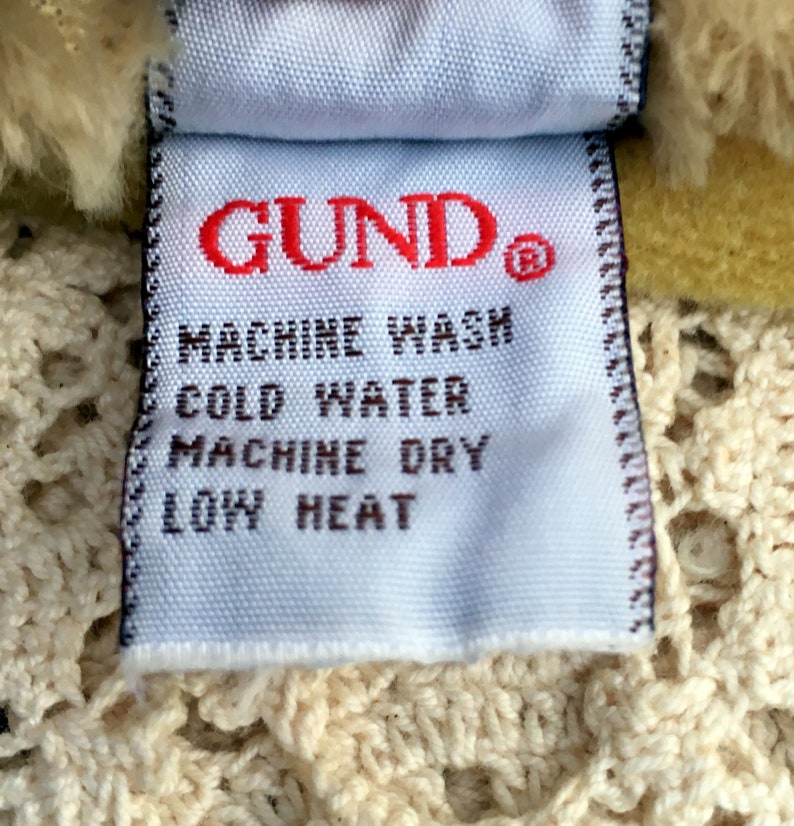 GUND®
MACHINE WASH
COLD WATER
MACHINE DRY
LOW HEAT